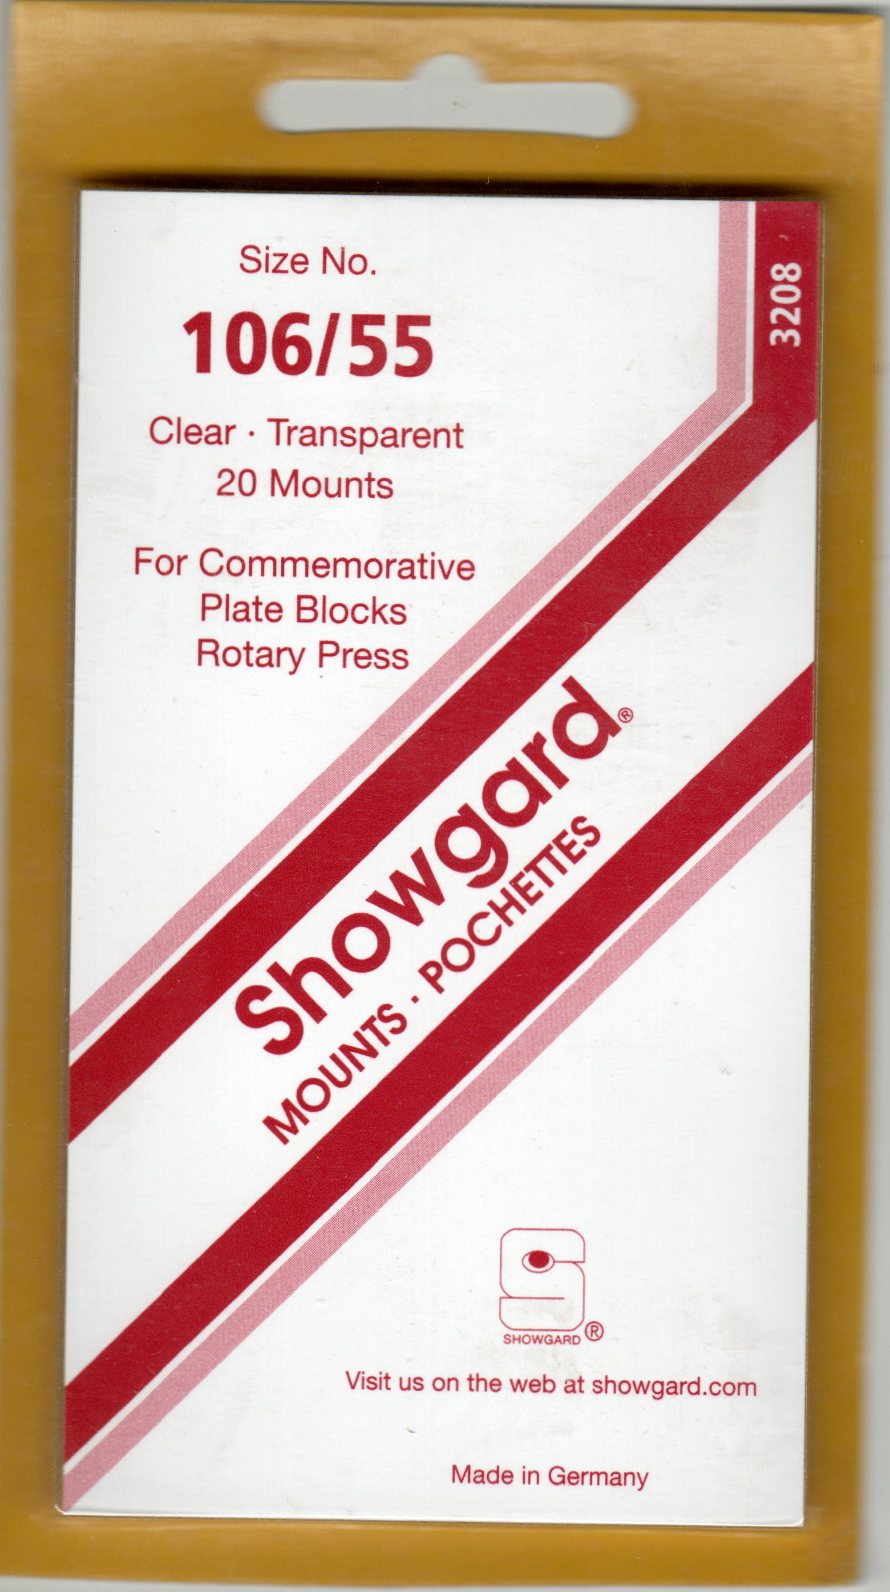 Size No.
106/55
Clear · Transparent
20 Mounts
For Commemorative
Plate Blocks
Rotary Press
3208
Showgard®
MOUNTS · POCHETTES
SHOWGARD ®
Visit us on the web at showgard.com
Made in Germany